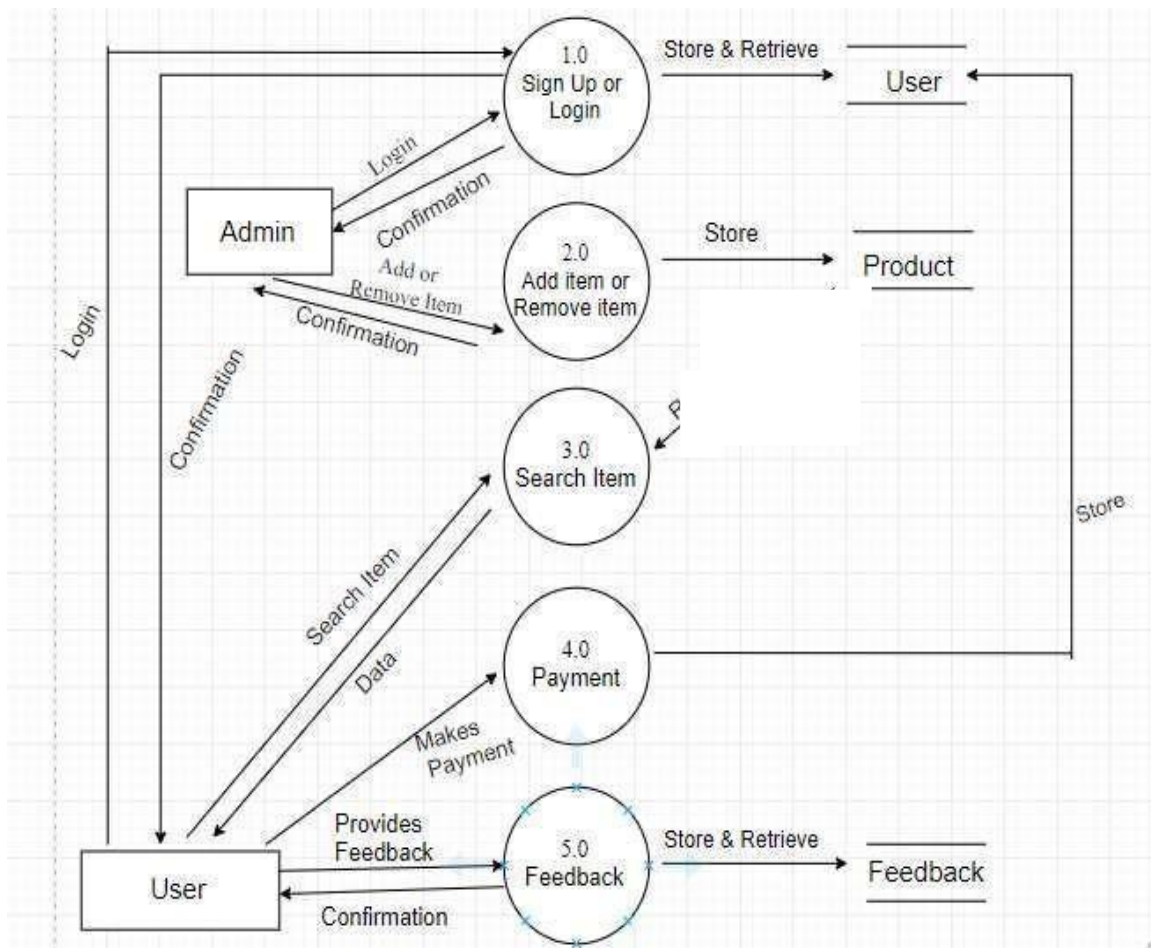 1.0
Sign Up or
Login
Store & Retrieve
User
Login
Confirmation
Admin
2.0
Add item or
Remove item
Store
Product
Add or
Remove Item
Confirmation
Login
Confirmation
3.0
Search Item
Store
Search Item
Data
4.0
Payment
Makes
Payment
Provides
Feedback
5.0
Feedback
Store & Retrieve
Feedback
User
Confirmation